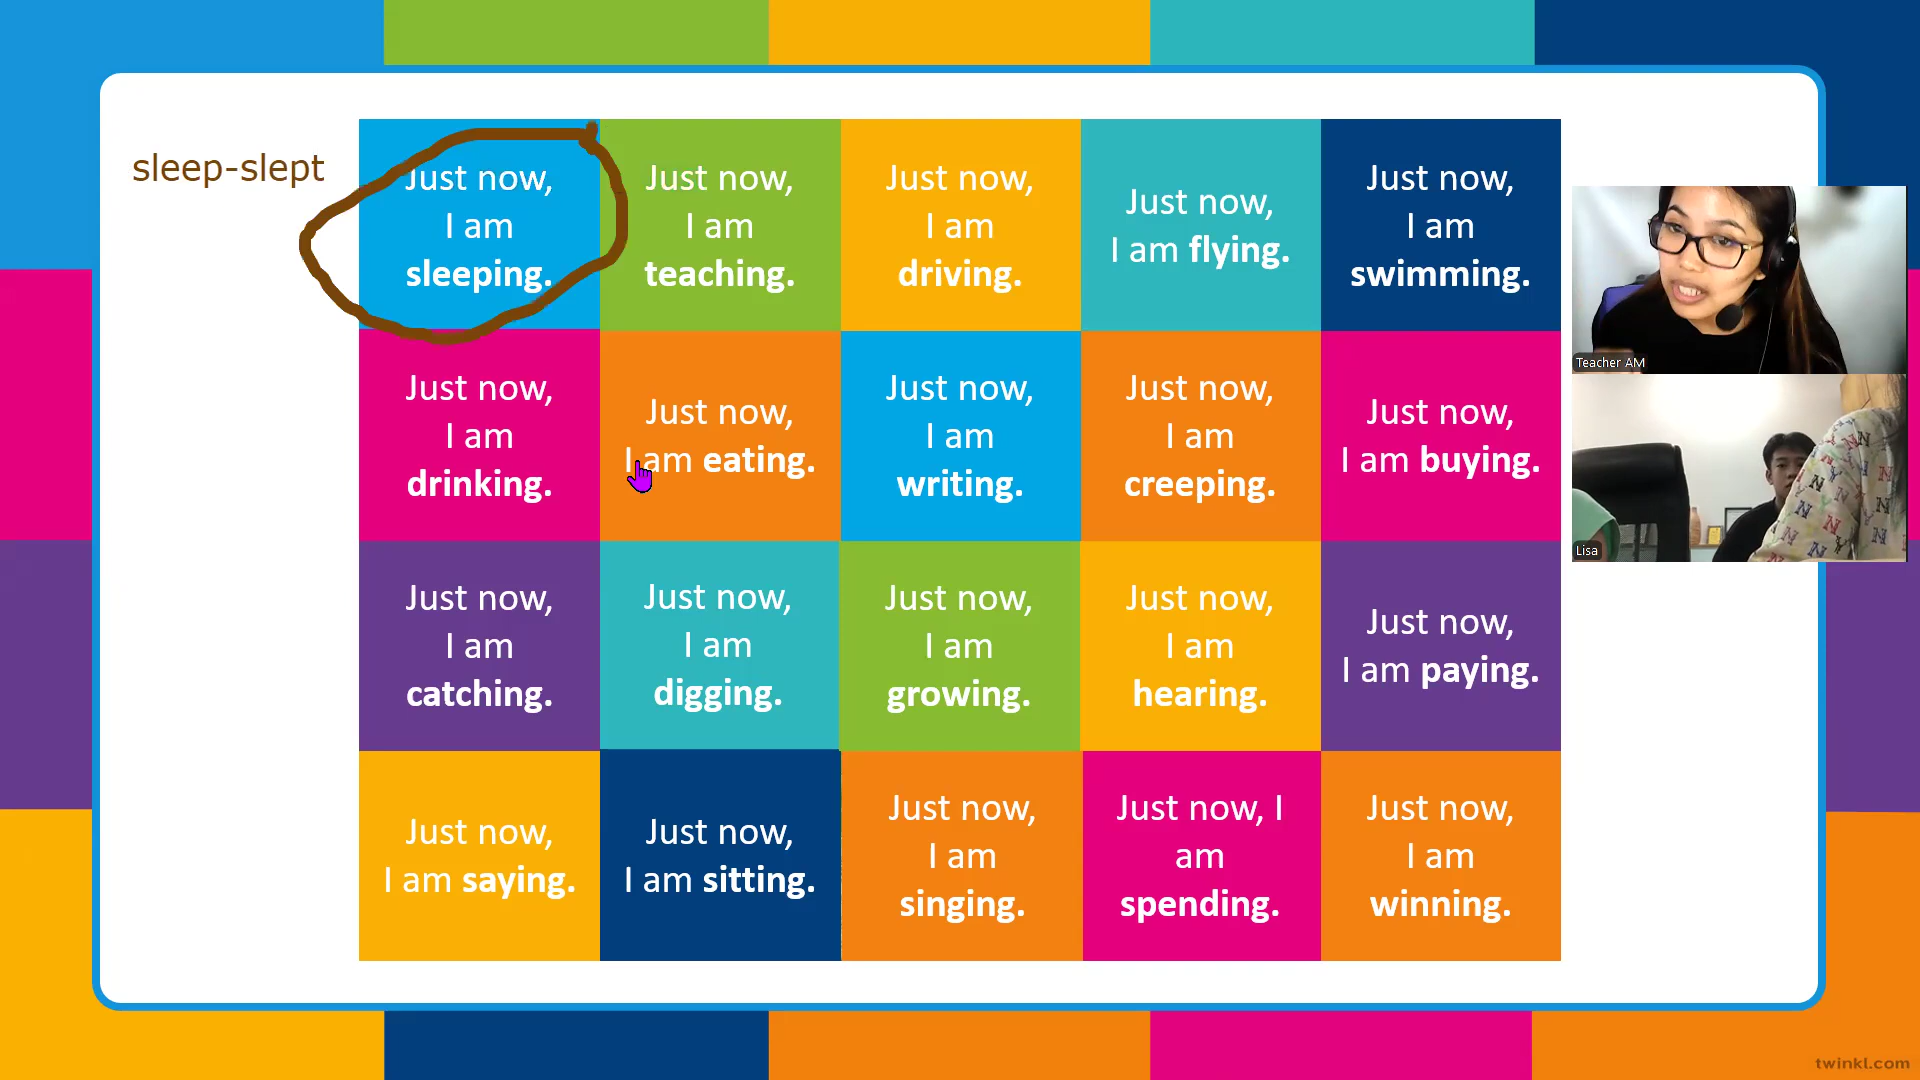 sleep-slept
Just now,
I am
sleeping.
Just now,
I am
teaching.
Just now,
I am
driving.
Just now,
I am flying.
Just now,
I am
swimming.
Just now,
I am
drinking.
Just now,
I am eating.
Just now,
I am
writing.
Just now,
I am
creeping.
Just now,
I am buying.
Just now,
I am
catching.
Just now,
I am
digging.
Just now,
I am
growing.
Just now,
I am
hearing.
Just now,
I am paying.
Just now,
I am saying.
Just now,
I am sitting.
Just now,
I am
singing.
Just now, I
am
spending.
Just now,
I am
winning.
Teacher AM
Lisa
twinkl.com